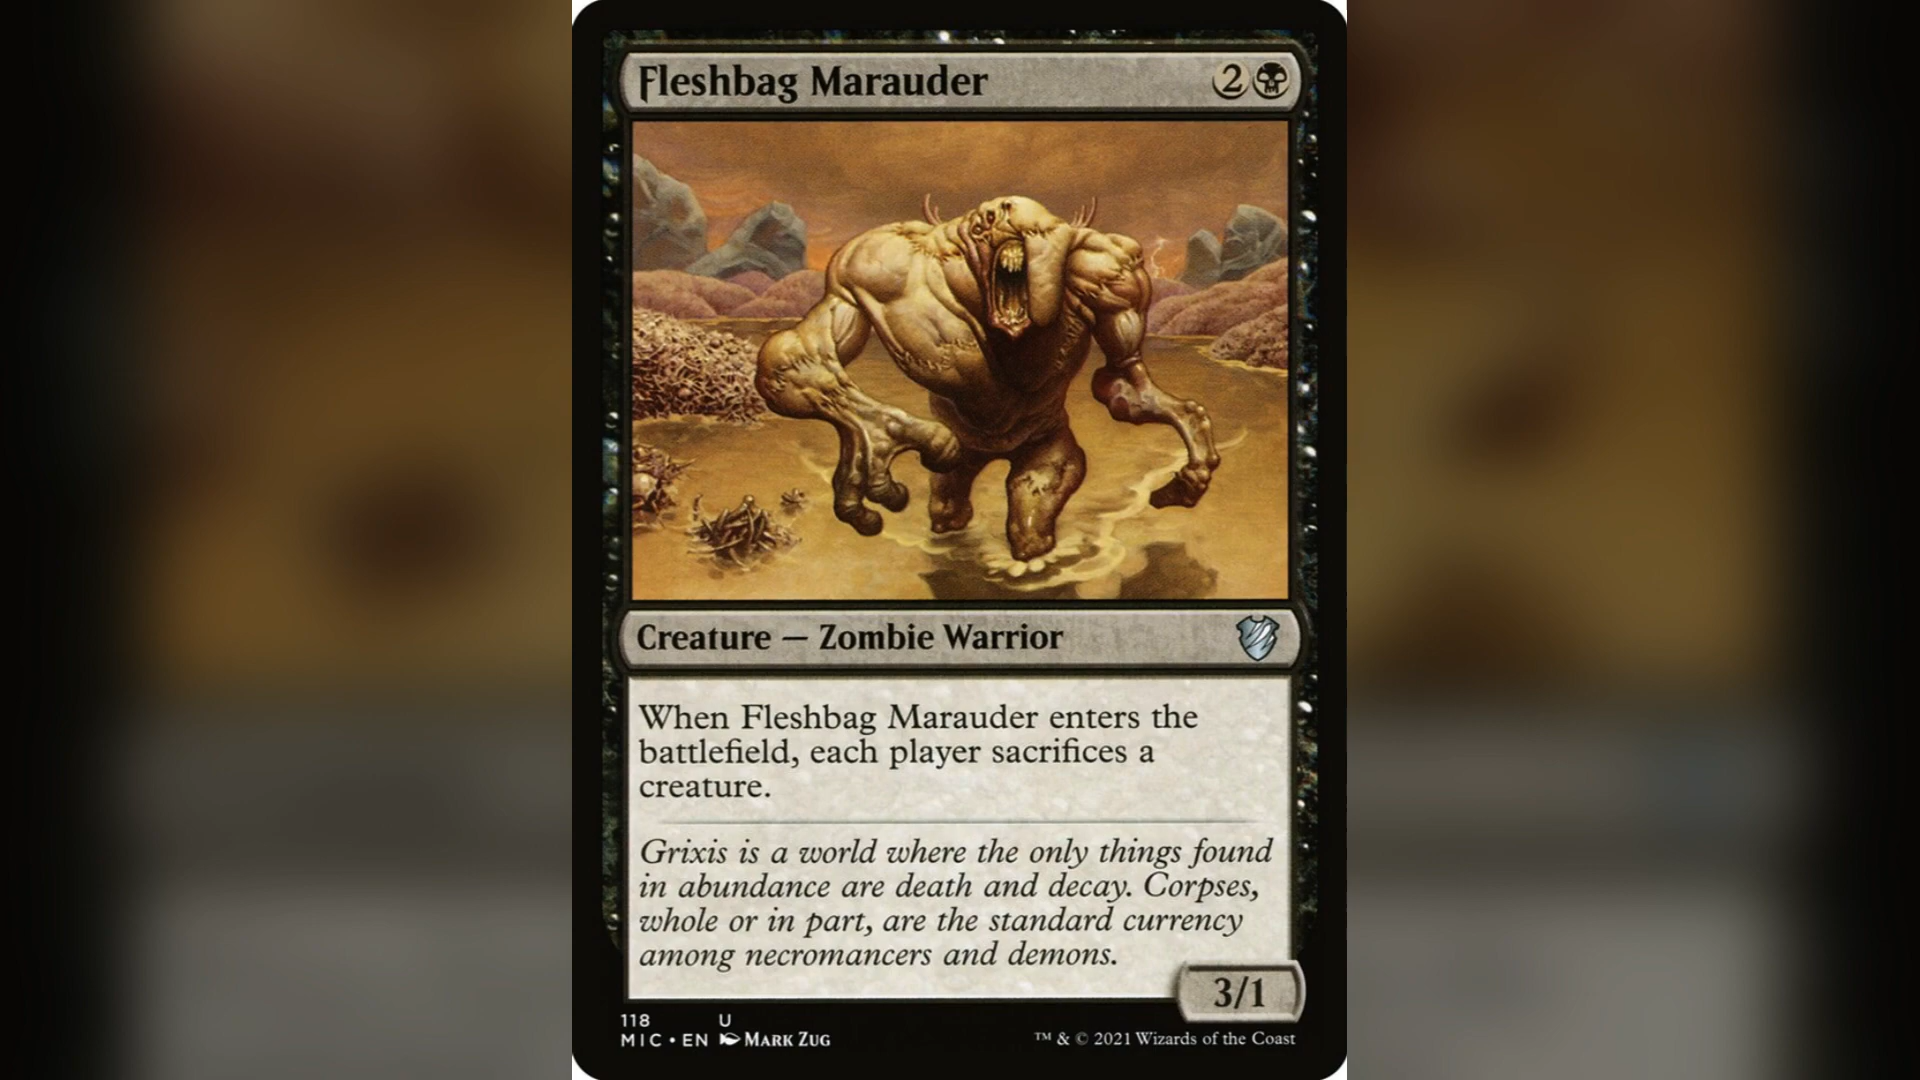 Fleshbag Marauder 2
Creature — Zombie Warrior
When Fleshbag Marauder enters the
battlefield, each player sacrifices a
creature.
Grixis is a world where the only things found
in abundance are death and decay. Corpses,
whole or in part, are the standard currency
among necromancers and demons.
3/1
118 U
MIC • EN Mark Zug
™ & © 2021 Wizards of the Coast